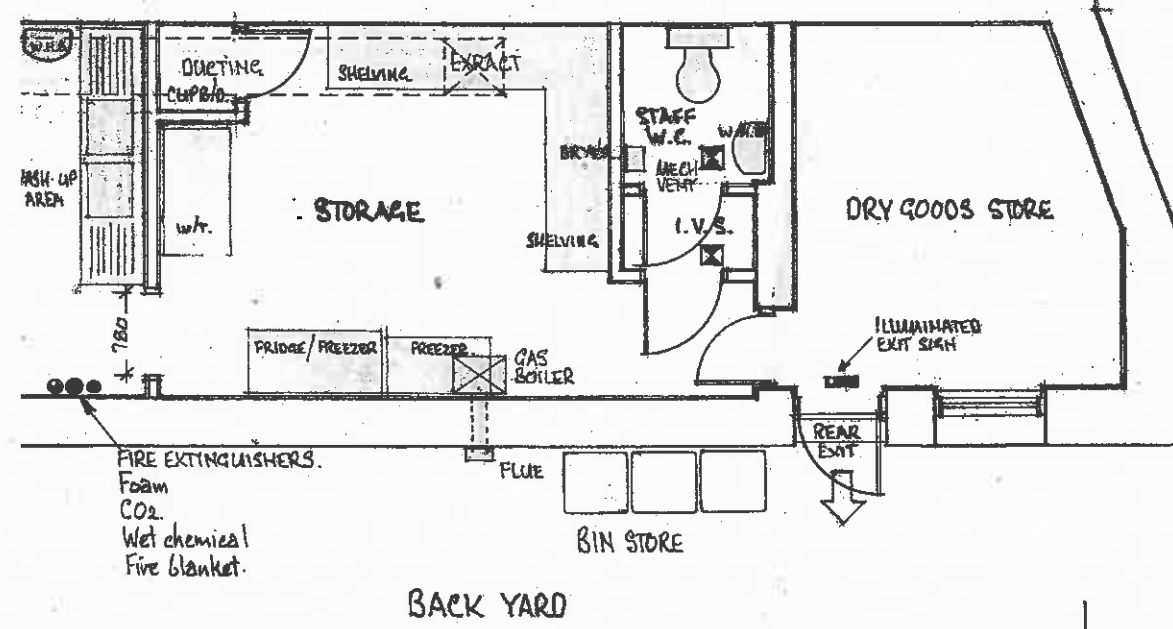 W.H.B
DUCTING
CUPB/D.
SHELVING
EXRACT
STAFF
W.C.
W.H.B
DRYER
MECH
VENT
WASH-UP
AREA
W/T.
STORAGE
SHELVING
I.V.S.
DRY GOODS STORE
780
FRIDGE/FREEZER
FREEZER
GAS
BOILER
ILLUMINATED
EXIT SIGN
REAR
EXIT
FIRE EXTINGUISHERS.
Foam
CO2.
Wet chemical
Fire blanket.
FLUE
BIN STORE
BACK YARD